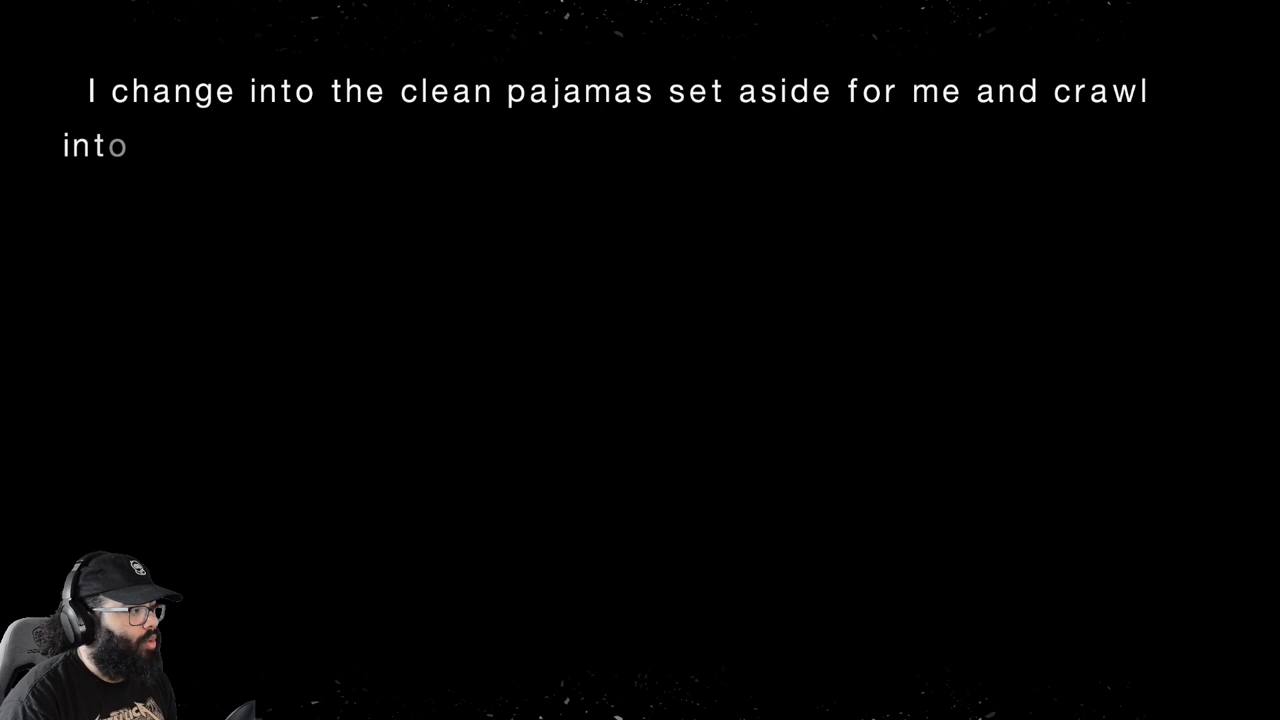 I change into the clean pajamas set aside for me and crawl
into